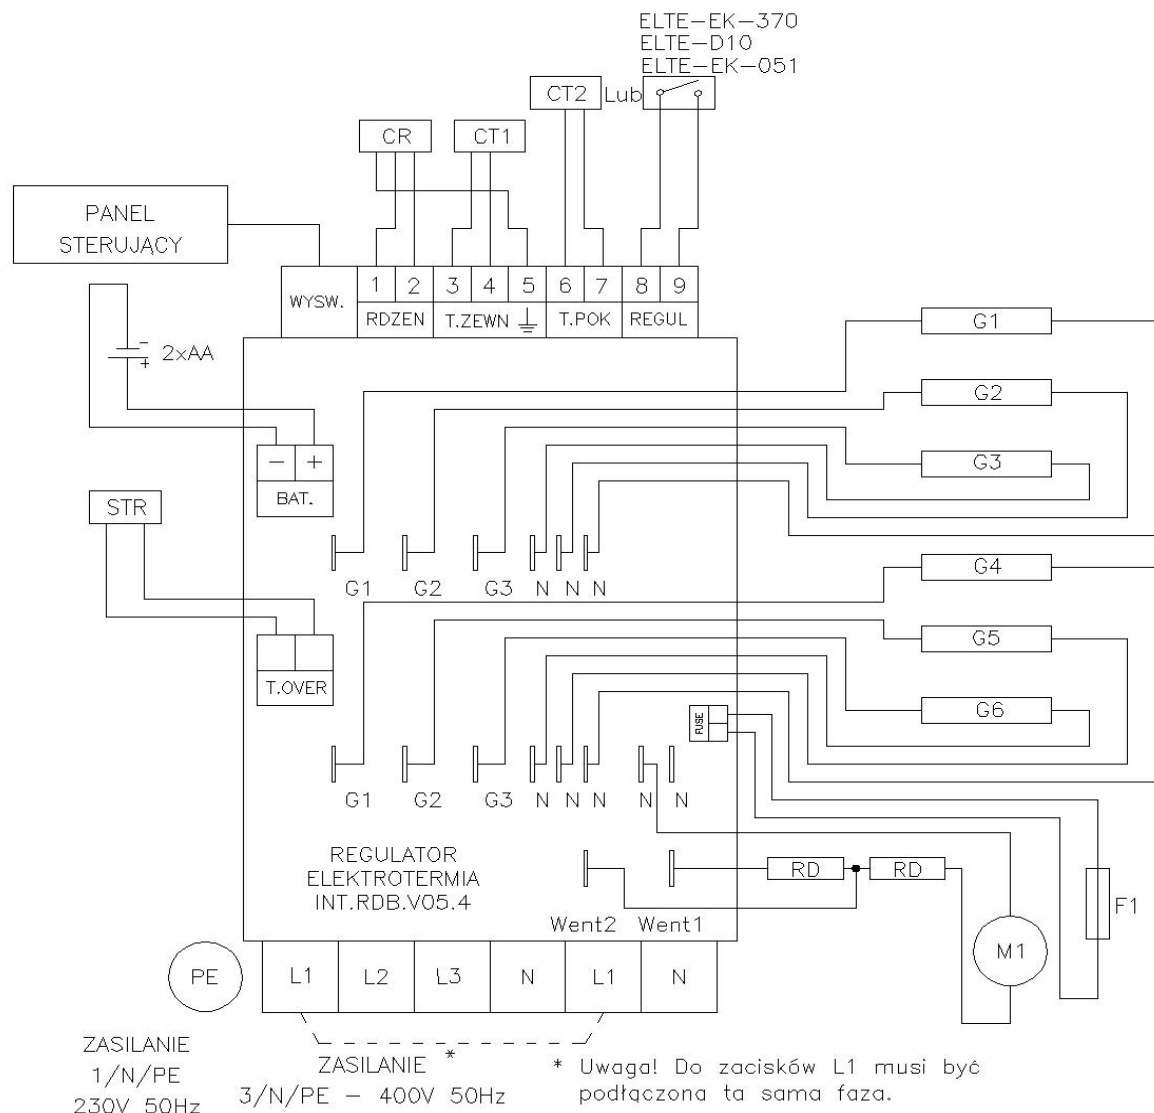 ELTE-EK-370
ELTE-D10
ELTE-EK-051
CT2 Lub
CR CT1
PANEL
STERUJĄCY
WYSW. 1 2 3 4 5 6 7 8 9
RDZEN T.ZEWN T.POK REGUL
G1
- + 2xAA
G2
G3
- +
BAT.
STR
G1 G2 G3 N N N
G4
G5
T.OVER
G6
FUSE
G1 G2 G3 N N N N N
REGULATOR
ELEKTROTERMIA
INT.RDB.V05.4
RD RD
F1
Went2 Went1
M1
PE L1 L2 L3 N L1 N
ZASILANIE
1/N/PE
230V 50Hz
ZASILANIE *
3/N/PE - 400V 50Hz
* Uwaga! Do zacisków L1 musi być
podłączona ta sama faza.